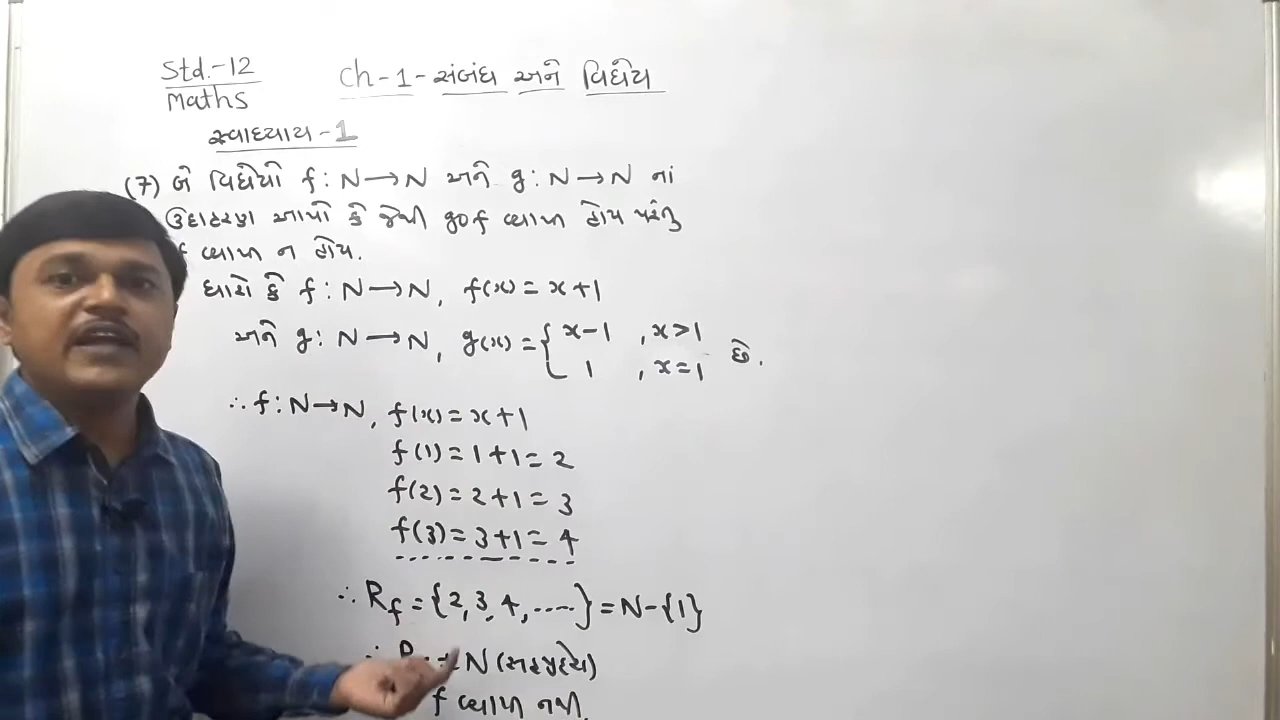 Std.-12
Maths
Ch-1-સંબંધ અને વિધેય
સ્વાધ્યાય-1
(7) બે વિધેયો f : N→N અને g : N→N નાં
ઉદાહરણ આપો કે જેથી gof વ્યાપ્ત હોય પરંતુ
f વ્યાપ્ત ન હોય.
ધારો કે f : N→N, f(x) = x+1
અને g : N→N, g(x) = { x-1 , x>1
1 , x=1 છે.
∴ f : N→N, f(x) = x+1
f(1) = 1+1 = 2
f(2) = 2+1 = 3
f(3) = 3+1 = 4
∴ Rf = {2, 3, 4, .....} = N-{1}
∴ N (સહપ્રદેશ)
f વ્યાપ્ત નથી.